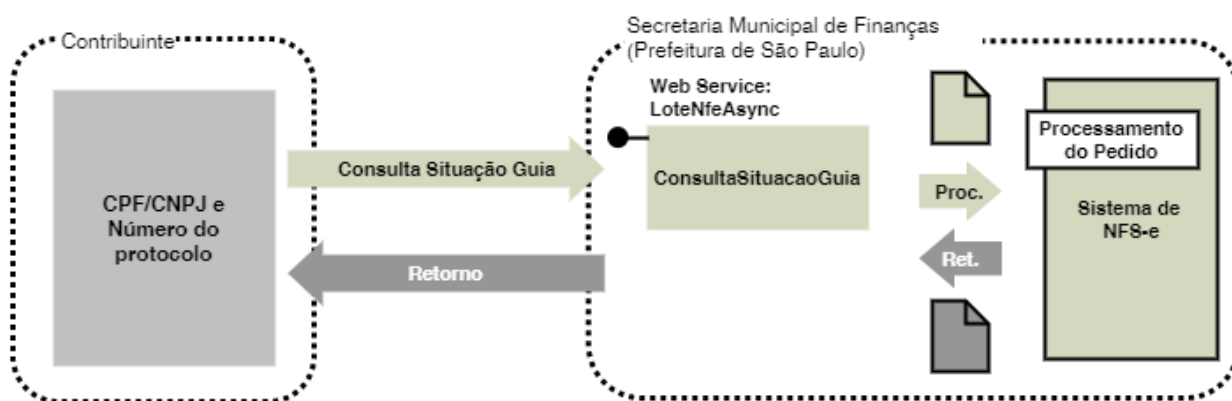 Contribuinte
CPF/CNPJ e
Número do
protocolo
Consulta Situação Guia
Retorno
Secretaria Municipal de Finanças
(Prefeitura de São Paulo)
Web Service:
LoteNfeAsync
ConsultaSituacaoGuia
Proc.
Ret.
Processamento
do Pedido
Sistema de
NFS-e